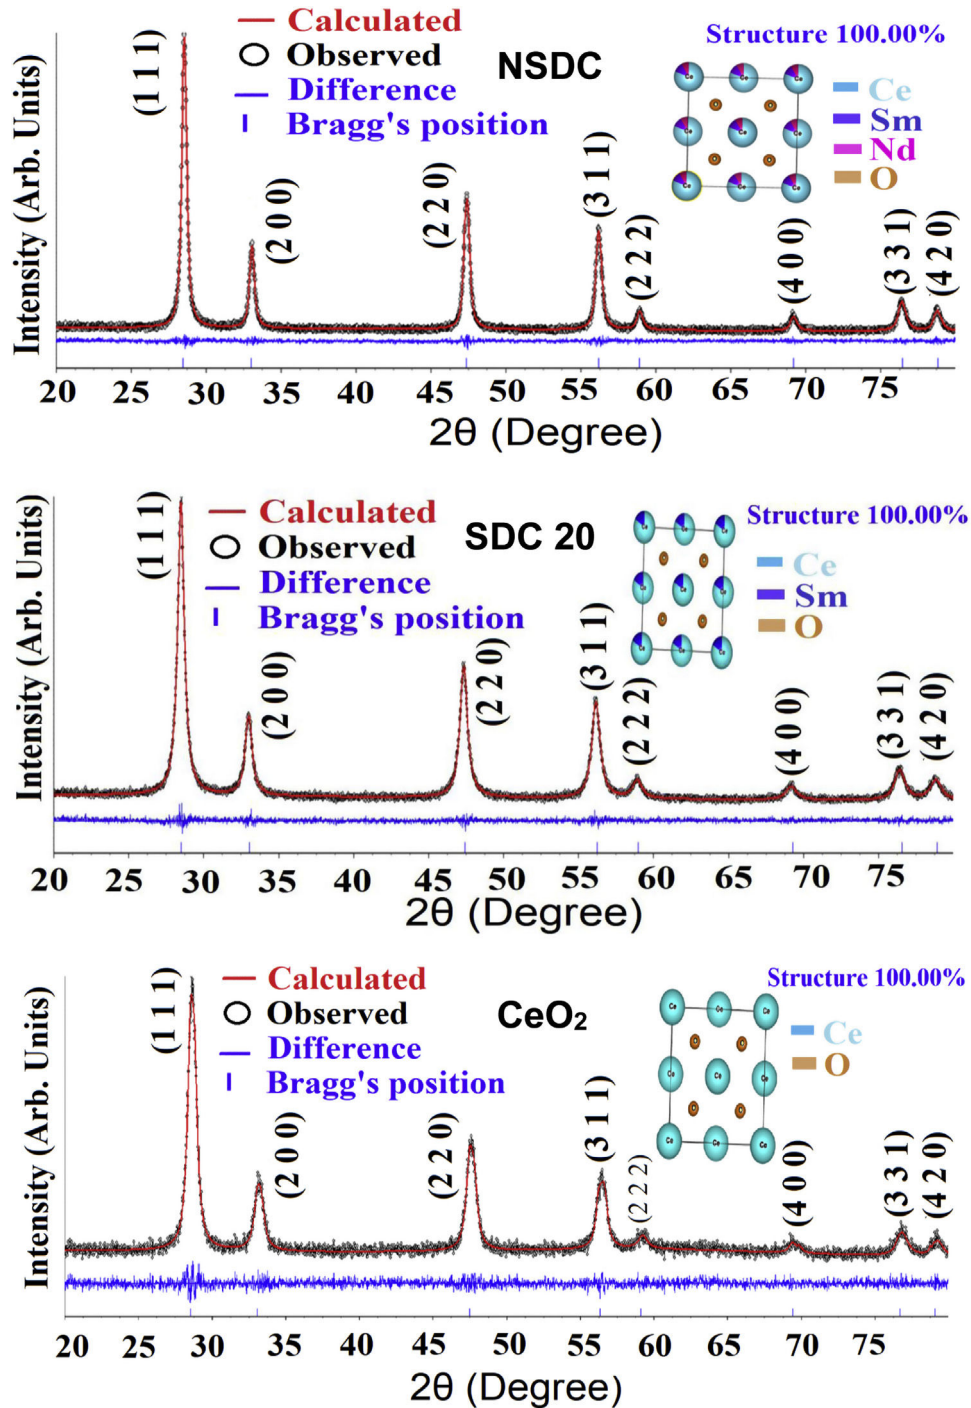 Calculated
Observed
Difference
Bragg's position
NSDC
Structure 100.00%
Ce
Sm
Nd
O
(1 1 1)
(2 0 0)
(2 2 0)
(3 1 1)
(2 2 2)
(4 0 0)
(3 3 1)
(4 2 0)
Intensity (Arb. Units)
20 25 30 35 40 45 50 55 60 65 70 75
2θ (Degree)
Calculated
Observed
Difference
Bragg's position
SDC 20
Structure 100.00%
Ce
Sm
O
(1 1 1)
(2 0 0)
(2 2 0)
(3 1 1)
(2 2 2)
(4 0 0)
(3 3 1)
(4 2 0)
Intensity (Arb. Units)
20 25 30 35 40 45 50 55 60 65 70 75
2θ (Degree)
Calculated
Observed
Difference
Bragg's position
CeO₂
Structure 100.00%
Ce
O
(1 1 1)
(2 0 0)
(2 2 0)
(3 1 1)
(2 2 2)
(4 0 0)
(3 3 1)
(4 2 0)
Intensity (Arb. Units)
20 25 30 35 40 45 50 55 60 65 70 75
2θ (Degree)